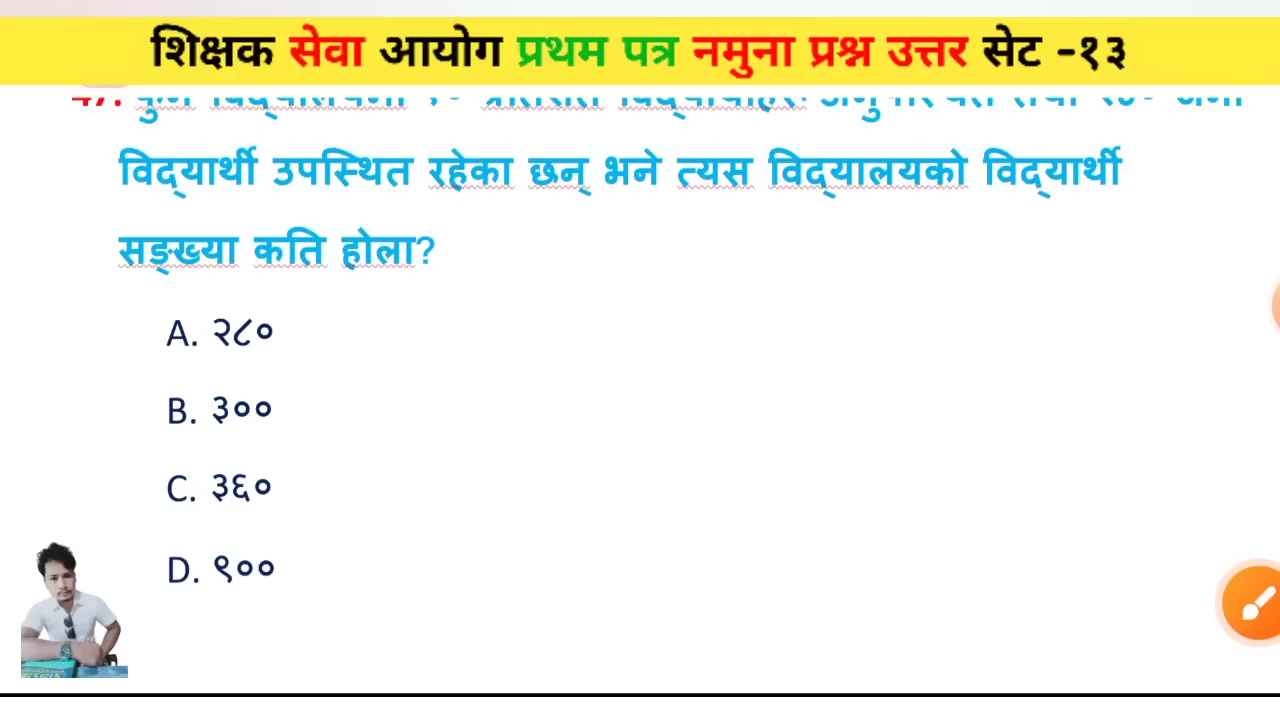 शिक्षक सेवा आयोग प्रथम पत्र नमुना प्रश्न उत्तर सेट -१३
विद्यार्थी उपस्थित रहेका छन् भने त्यस विद्यालयको विद्यार्थी
सङ्ख्या कति होला?
A. २८०
B. ३००
C. ३६०
D. ९००